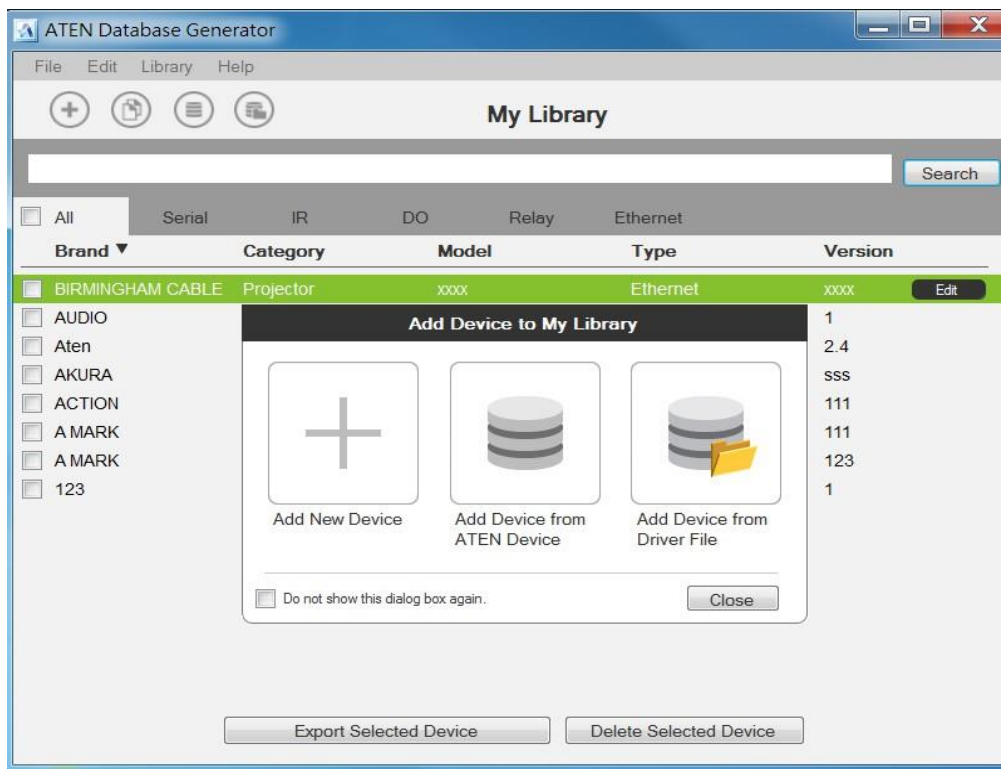 ATEN Database Generator
File Edit Library Help
My Library
Search
All Serial IR DO Relay Ethernet
Brand ▼ Category Model Type Version
BIRMINGHAM CABLE Projector xxxx Ethernet xxxx Edit
AUDIO 1
Aten 2.4
AKURA sss
ACTION 111
A MARK 111
A MARK 123
123 1
Add Device to My Library
Add New Device
Add Device from
ATEN Device
Add Device from
Driver File
Do not show this dialog box again.
Close
Export Selected Device Delete Selected Device